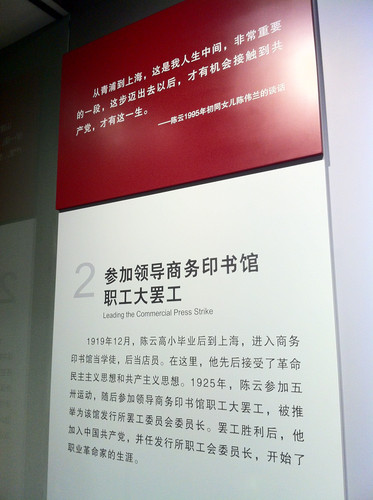 从青浦到上海，这是我人生中间，非常重要
的一段，这步迈出去以后，才有机会接触到共
产党，才有这一生。
——陈云1995年初同女儿陈伟兰的谈话
2
参加领导商务印书馆
职工大罢工
Leading the Commercial Press Strike
1919年12月，陈云高小毕业后到上海，进入商务
印书馆当学徒，后当店员。在这里，他先后接受了革命
民主主义思想和共产主义思想。1925年，陈云参加五
卅运动，随后参加领导商务印书馆职工大罢工，被推
举为该馆发行所罢工委员会委员长。罢工胜利后，他
加入中国共产党，并任发行所职工会委员长，开始了
职业革命家的生涯。